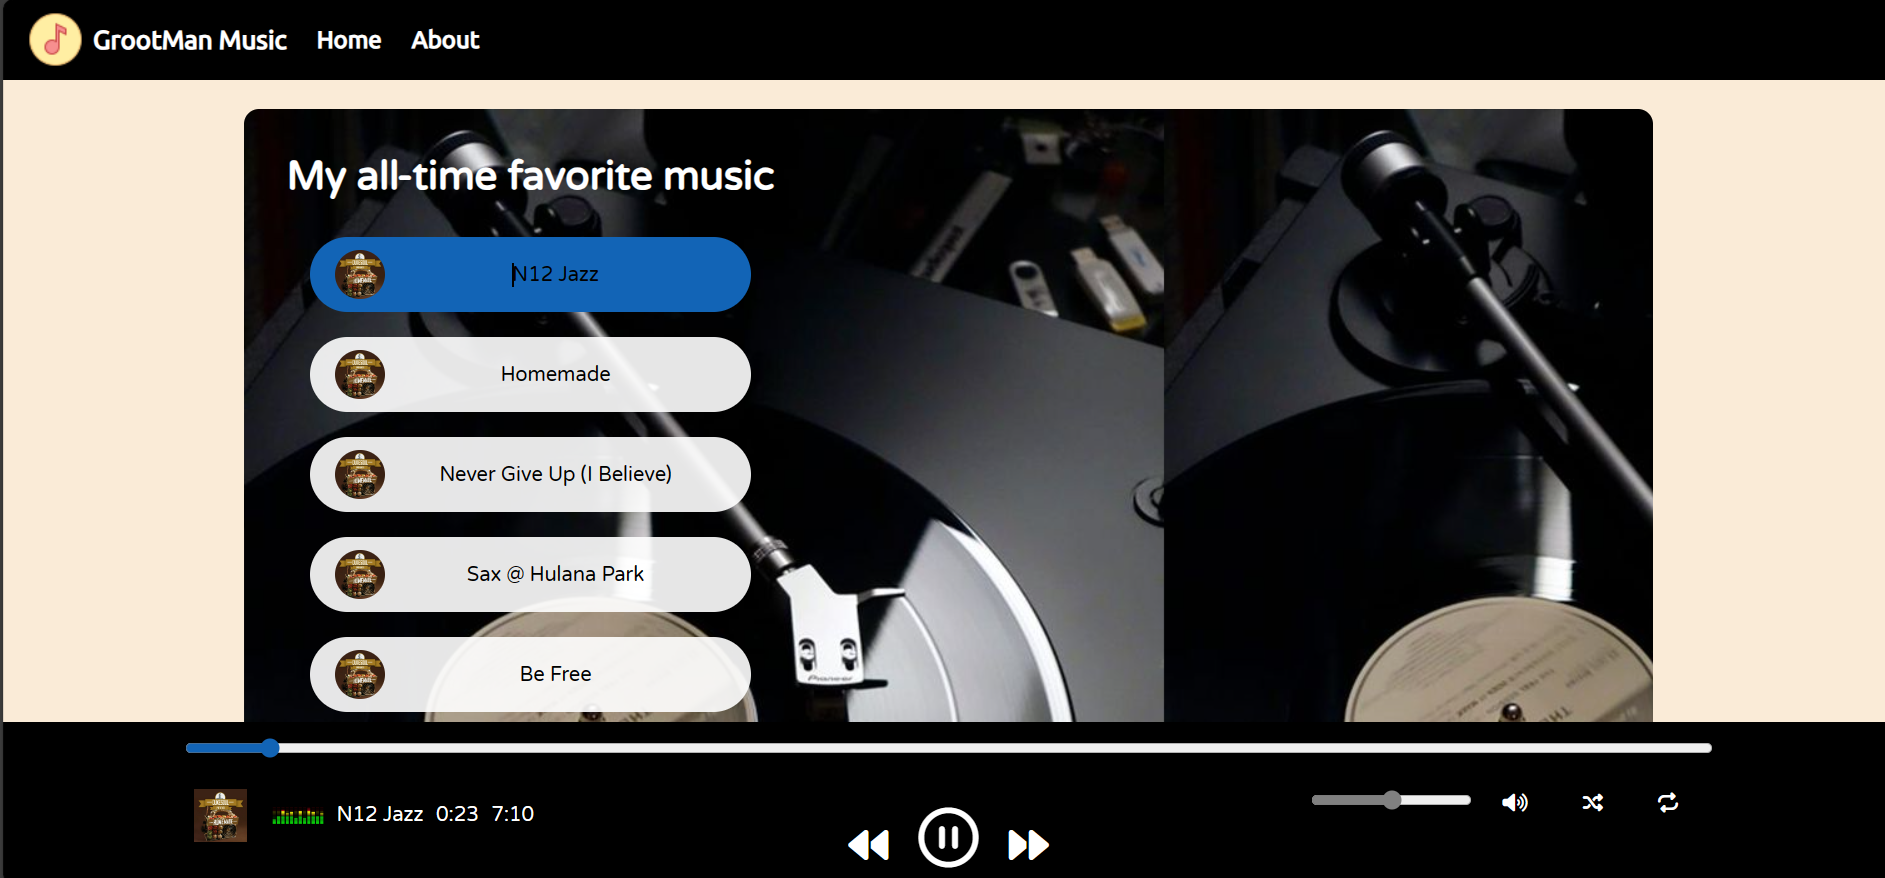 GrootMan Music Home About
My all-time favorite music
N12 Jazz
Homemade
Never Give Up (I Believe)
Sax @ Hulana Park
Be Free
Pioneer
N12 Jazz 0:23 7:10